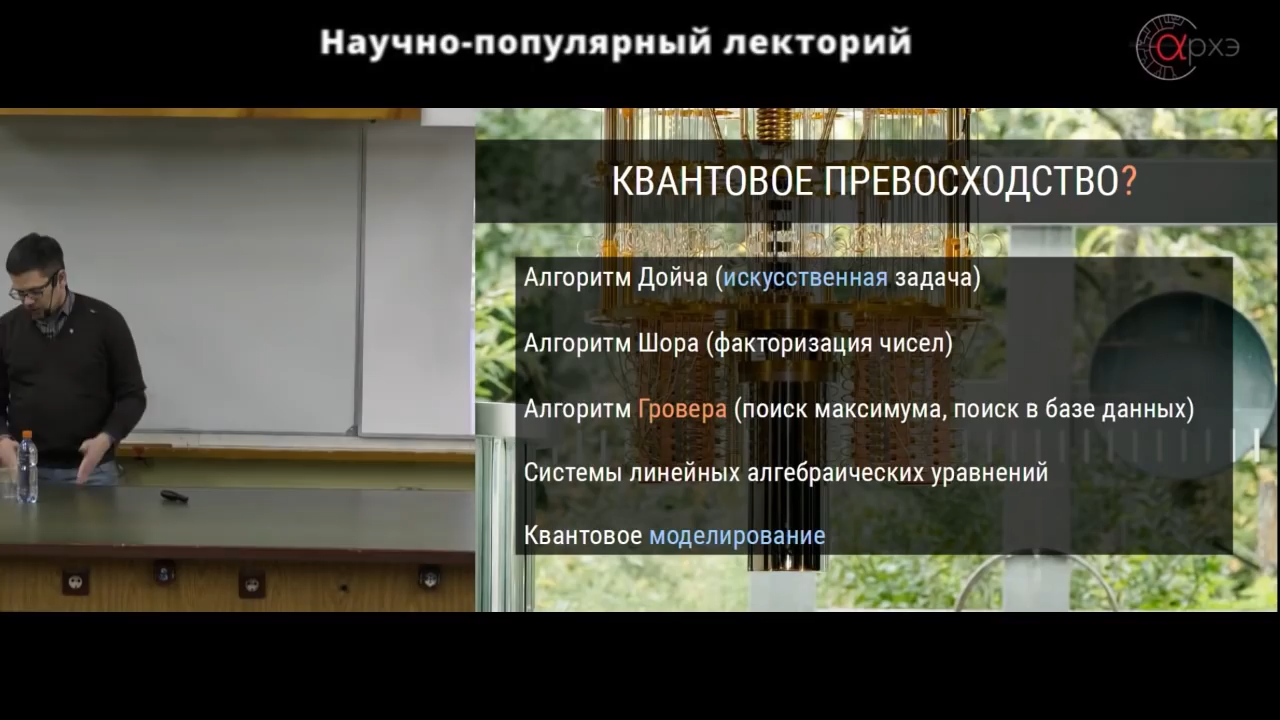 Научно-популярный лекторий
αрхэ
КВАНТОВОЕ ПРЕВОСХОДСТВО?
Алгоритм Дойча (искусственная задача)
Алгоритм Шора (факторизация чисел)
Алгоритм Гровера (поиск максимума, поиск в базе данных)
Системы линейных алгебраических уравнений
Квантовое моделирование